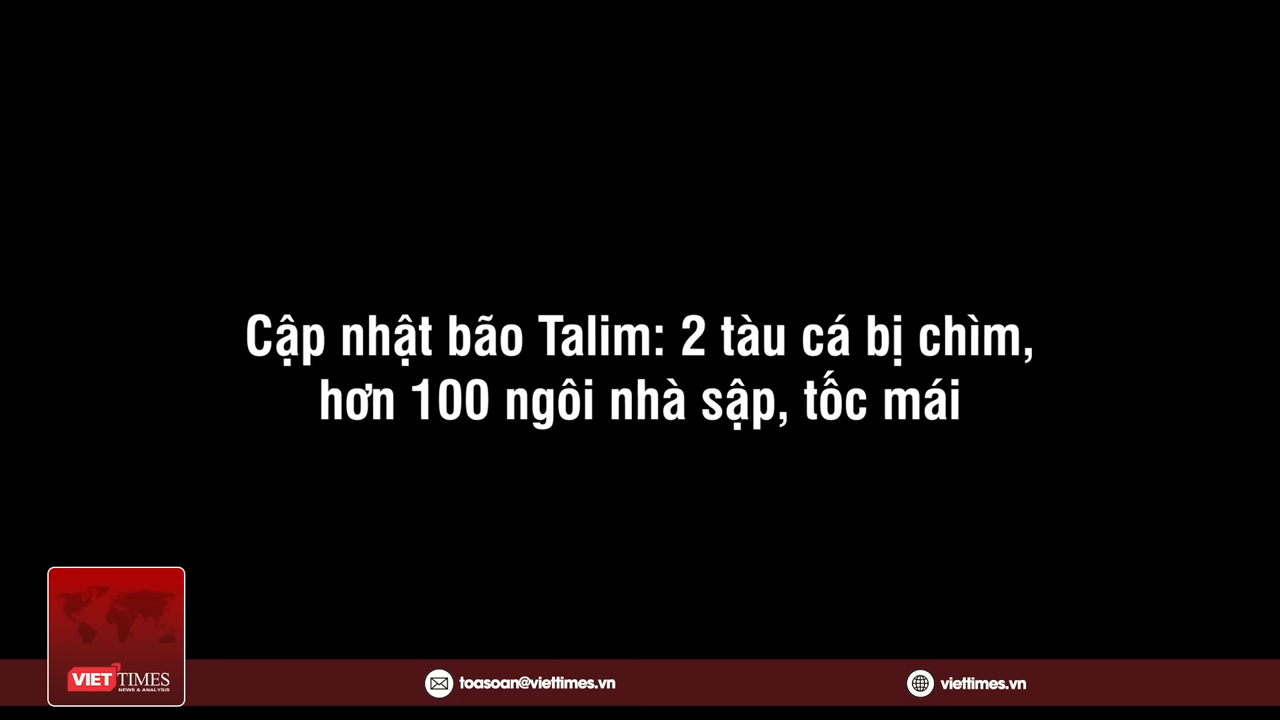 Cập nhật bão Talim: 2 tàu cá bị chìm,
hơn 100 ngôi nhà sập, tốc mái
VIETTIMES
NEWS & ANALYSIS
toasoan@viettimes.vn
viettimes.vn